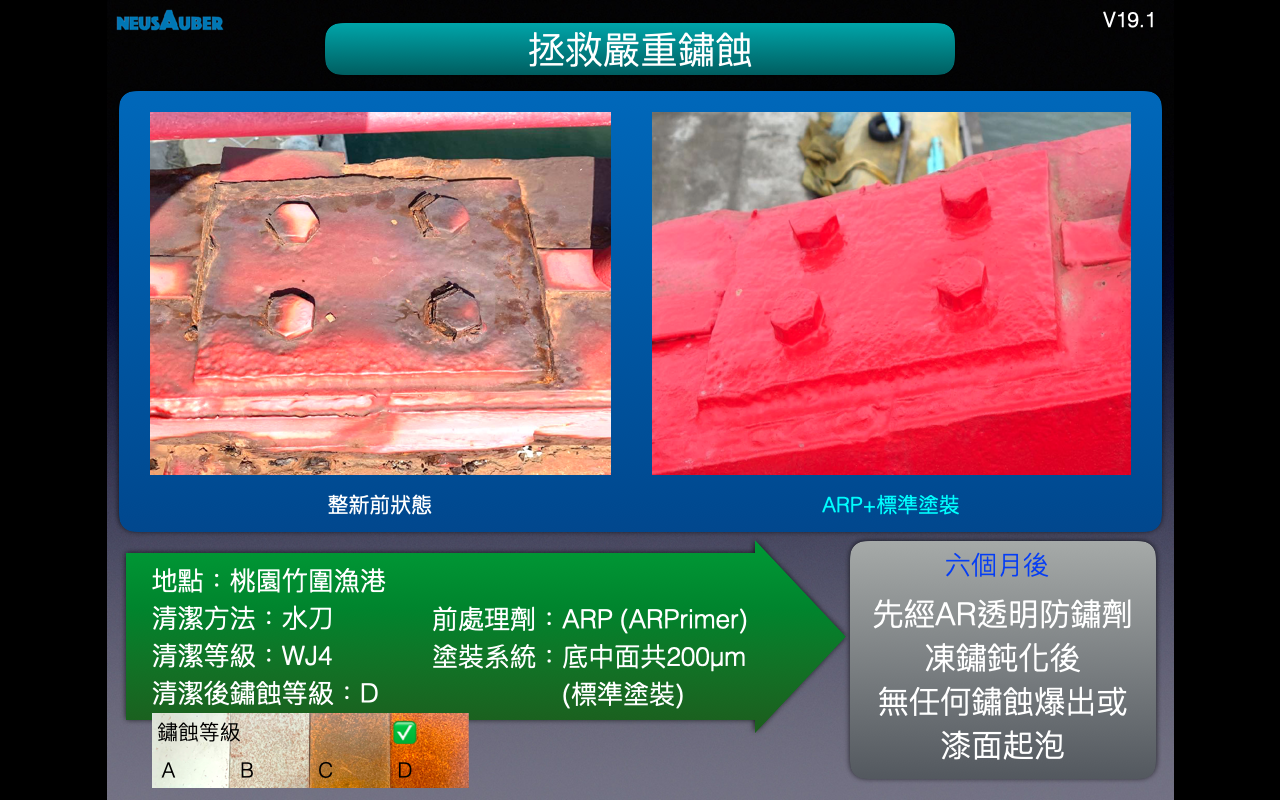 NEUSAUBER
V19.1
拯救嚴重鏽蝕
整新前狀態
ARP+標準塗裝
地點：桃園竹圍漁港
清潔方法：水刀
清潔等級：WJ4
清潔後鏽蝕等級：D
前處理劑：ARP (ARPrimer)
塗裝系統：底中面共200µm
(標準塗裝)
鏽蝕等級
A B C D
六個月後
先經AR透明防鏽劑
凍鏽鈍化後
無任何鏽蝕爆出或
漆面起泡